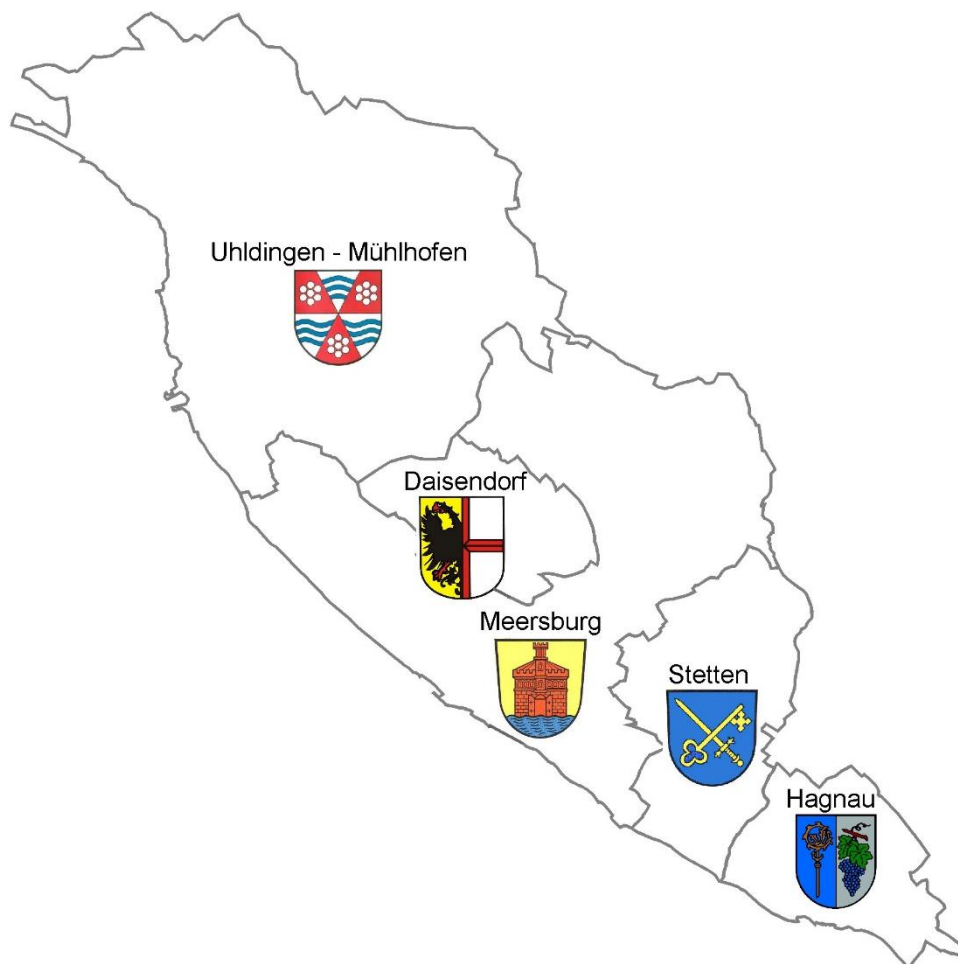 Uhldingen - Mühlhofen
Daisendorf
Meersburg
Stetten
Hagnau